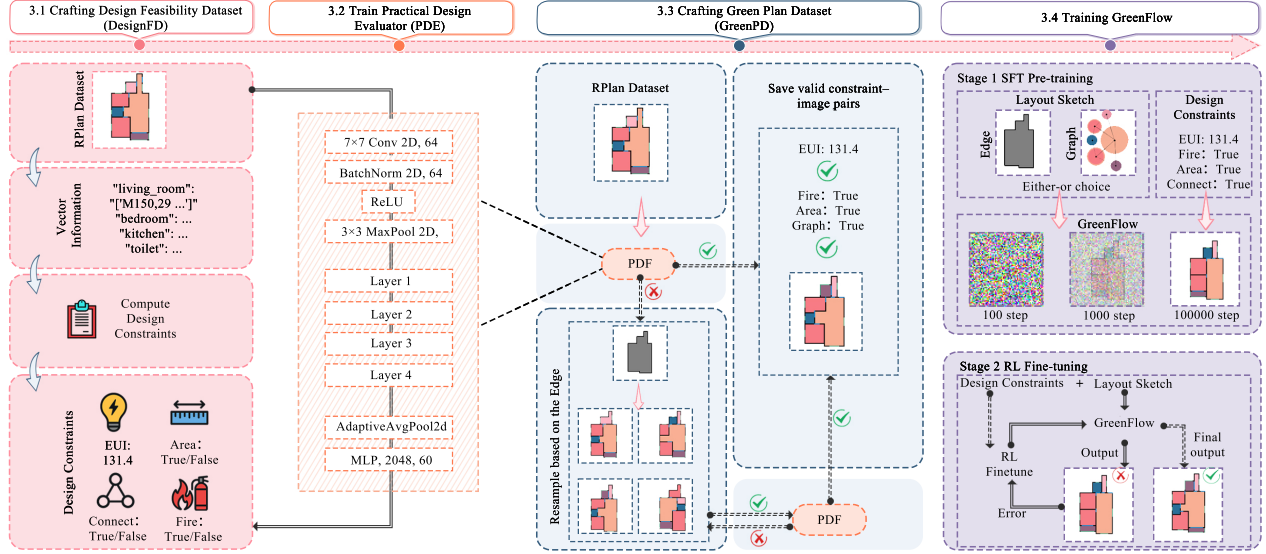 3.1 Crafting Design Feasibility Dataset
(DesignFD)
3.2 Train Practical Design
Evaluator (PDE)
3.3 Crafting Green Plan Dataset
(GreenPD)
3.4 Training GreenFlow
RPlan Dataset
Vector
Information
"living_room":
"['M150,29 ...']"
"bedroom": ...
"kitchen": ...
"toilet": ...
Compute
Design
Constraints
Design Constraints
EUI:
131.4
Area:
True/False
Connect:
True/False
Fire:
True/False
7×7 Conv 2D, 64
BatchNorm 2D, 64
ReLU
3×3 MaxPool 2D,
Layer 1
Layer 2
Layer 3
Layer 4
AdaptiveAvgPool2d
MLP, 2048, 60
RPlan Dataset
PDF
Resample based on the Edge
Save valid constraint–
image pairs
EUI: 131.4
Fire: True
Area: True
Graph: True
PDF
Stage 1 SFT Pre-training
Layout Sketch
Edge
Graph
Either-or choice
Design
Constraints
EUI: 131.4
Fire: True
Area: True
Connect: True
GreenFlow
100 step
1000 step
100000 step
Stage 2 RL Fine-tuning
Design Constraints + Layout Sketch
GreenFlow
RL
Finetune
Output
Final
output
Error